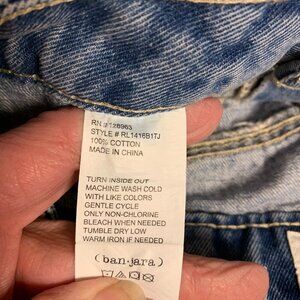 RN #128963
STYLE # RL1416B1TJ
100% COTTON
MADE IN CHINA
TURN INSIDE OUT
MACHINE WASH COLD
WITH LIKE COLORS
GENTLE CYCLE
ONLY NON-CHLORINE
BLEACH WHEN NEEDED
TUMBLE DRY LOW
WARM IRON IF NEEDED
(ban·jara)